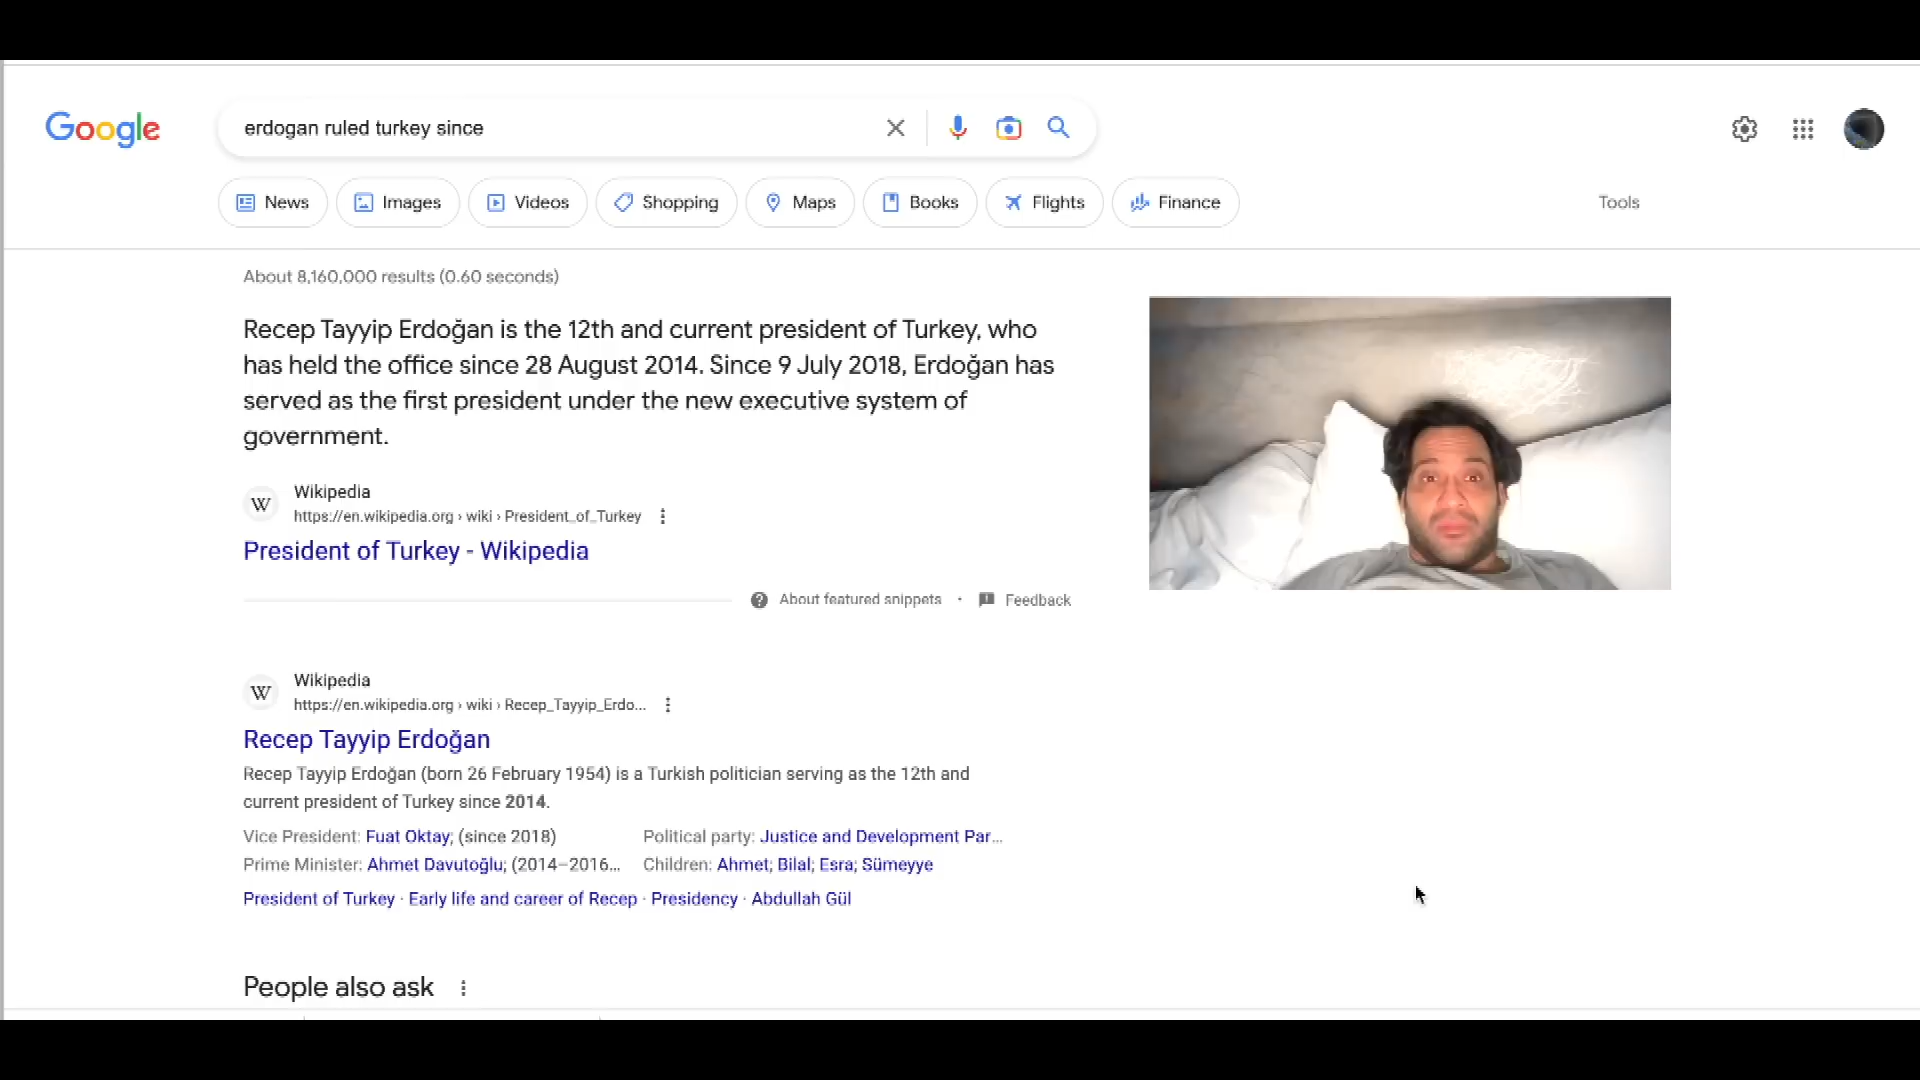 Google
erdogan ruled turkey since
News
Images
Videos
Shopping
Maps
Books
Flights
Finance
Tools
About 8,160,000 results (0.60 seconds)
Recep Tayyip Erdoğan is the 12th and current president of Turkey, who
has held the office since 28 August 2014. Since 9 July 2018, Erdoğan has
served as the first president under the new executive system of
government.
W
Wikipedia
https://en.wikipedia.org › wiki › President_of_Turkey
President of Turkey - Wikipedia
About featured snippets • Feedback
W
Wikipedia
https://en.wikipedia.org › wiki › Recep_Tayyip_Erdo...
Recep Tayyip Erdoğan
Recep Tayyip Erdoğan (born 26 February 1954) is a Turkish politician serving as the 12th and
current president of Turkey since 2014.
Vice President: Fuat Oktay; (since 2018)
Political party: Justice and Development Par...
Prime Minister: Ahmet Davutoğlu; (2014–2016...
Children: Ahmet; Bilal; Esra; Sümeyye
President of Turkey · Early life and career of Recep · Presidency · Abdullah Gül
People also ask